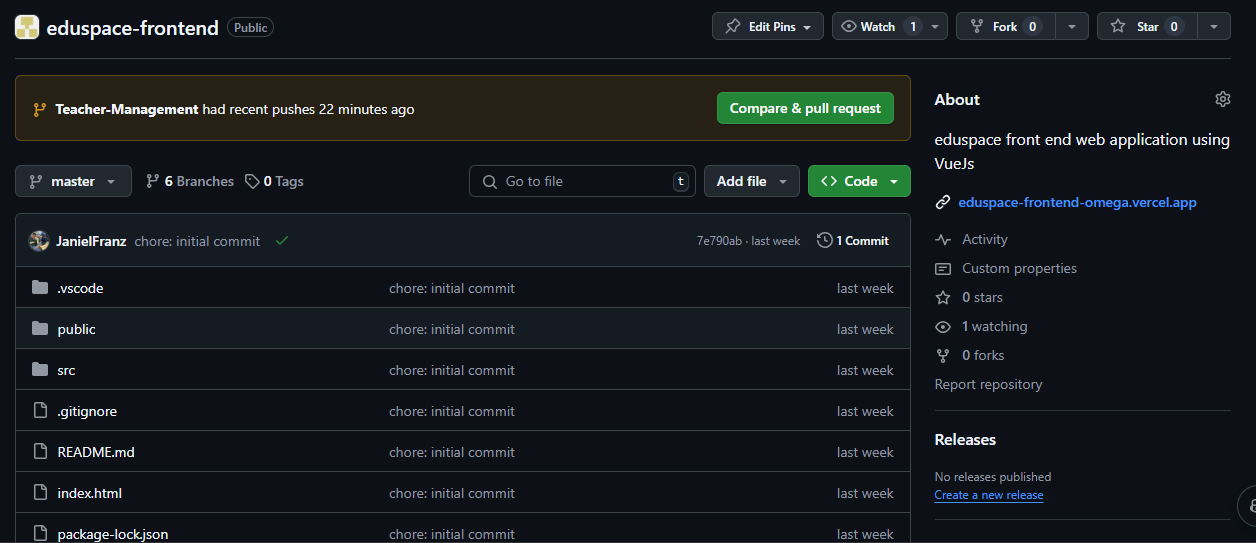 eduspace-frontend Public Edit Pins Watch 1 Fork 0 Star 0
Teacher-Management had recent pushes 22 minutes ago Compare & pull request
master 6 Branches 0 Tags Go to file t Add file <> Code
JanielFranz chore: initial commit 7e790ab · last week 1 Commit
.vscode chore: initial commit last week
public chore: initial commit last week
src chore: initial commit last week
.gitignore chore: initial commit last week
README.md chore: initial commit last week
index.html chore: initial commit last week
package-lock.json chore: initial commit last week
About
eduspace front end web application using
VueJs
eduspace-frontend-omega.vercel.app
Activity
Custom properties
0 stars
1 watching
0 forks
Report repository
Releases
No releases published
Create a new release